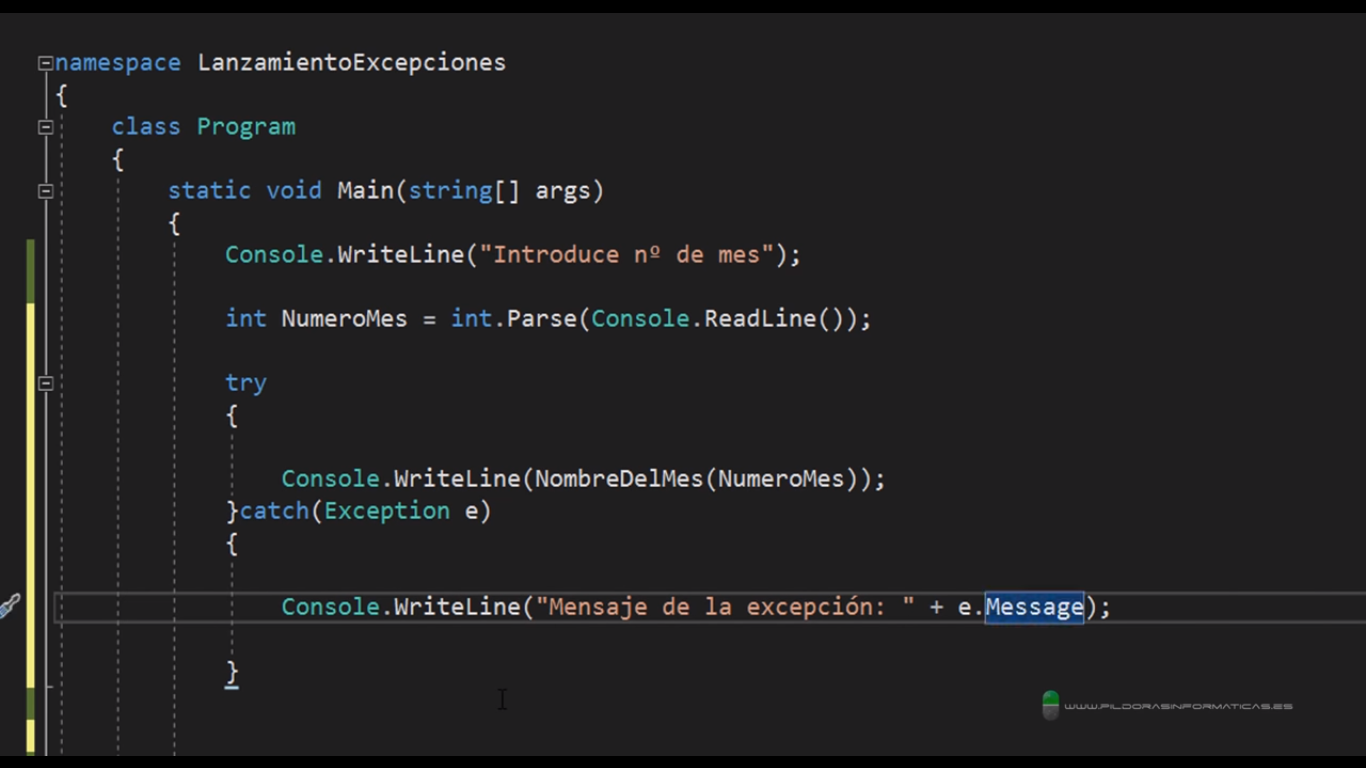 namespace LanzamientoExcepciones
{
class Program
{
static void Main(string[] args)
{
Console.WriteLine("Introduce nº de mes");
int NumeroMes = int.Parse(Console.ReadLine());
try
{
Console.WriteLine(NombreDelMes(NumeroMes));
}catch(Exception e)
{
Console.WriteLine("Mensaje de la excepción: " + e.Message);
}
WWW.PILDORASINFORMATICAS.ES